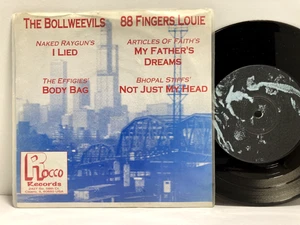 THE BOLLWEEVILS 88 FINGERS LOUIE
NAKED RAYGUN'S
I LIED
ARTICLES OF FAITH'S
MY FATHER'S
DREAMS
THE EFFIGIES
BODY BAG
BHOPAL STIFFS'
NOT JUST MY HEAD
ROCCO
Records